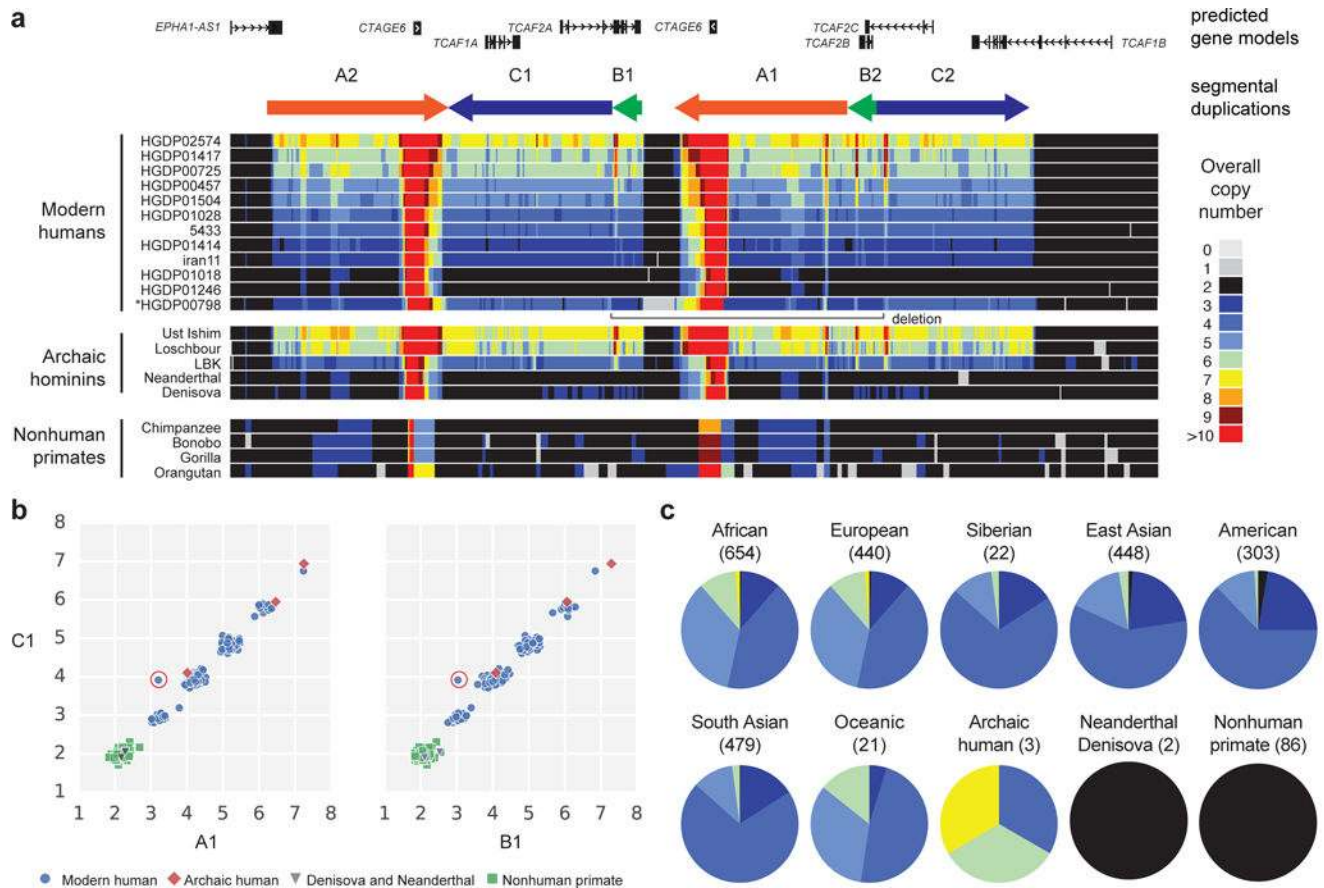 a
EPHA1-AS1
CTAGE6
TCAF1A
TCAF2A
CTAGE6
TCAF2C
TCAF2B
TCAF1B
predicted
gene models
A2
C1
B1
A1
B2
C2
segmental
duplications
Modern
humans
HGDP02574
HGDP01417
HGDP00725
HGDP00457
HGDP01504
HGDP01028
5433
HGDP01414
iran11
HGDP01018
HGDP01246
*HGDP00798
deletion
Archaic
hominins
Ust Ishim
Loschbour
LBK
Neanderthal
Denisova
Nonhuman
primates
Chimpanzee
Bonobo
Gorilla
Orangutan
Overall
copy
number
0
1
2
3
4
5
6
7
8
9
>10
b
8
7
6
5
4
3
2
1
C1
1 2 3 4 5 6 7 8
A1
1 2 3 4 5 6 7 8
B1
Modern human
Archaic human
Denisova and Neanderthal
Nonhuman primate
c
African
(654)
European
(440)
Siberian
(22)
East Asian
(448)
American
(303)
South Asian
(479)
Oceanic
(21)
Archaic
human (3)
Neanderthal
Denisova (2)
Nonhuman
primate (86)